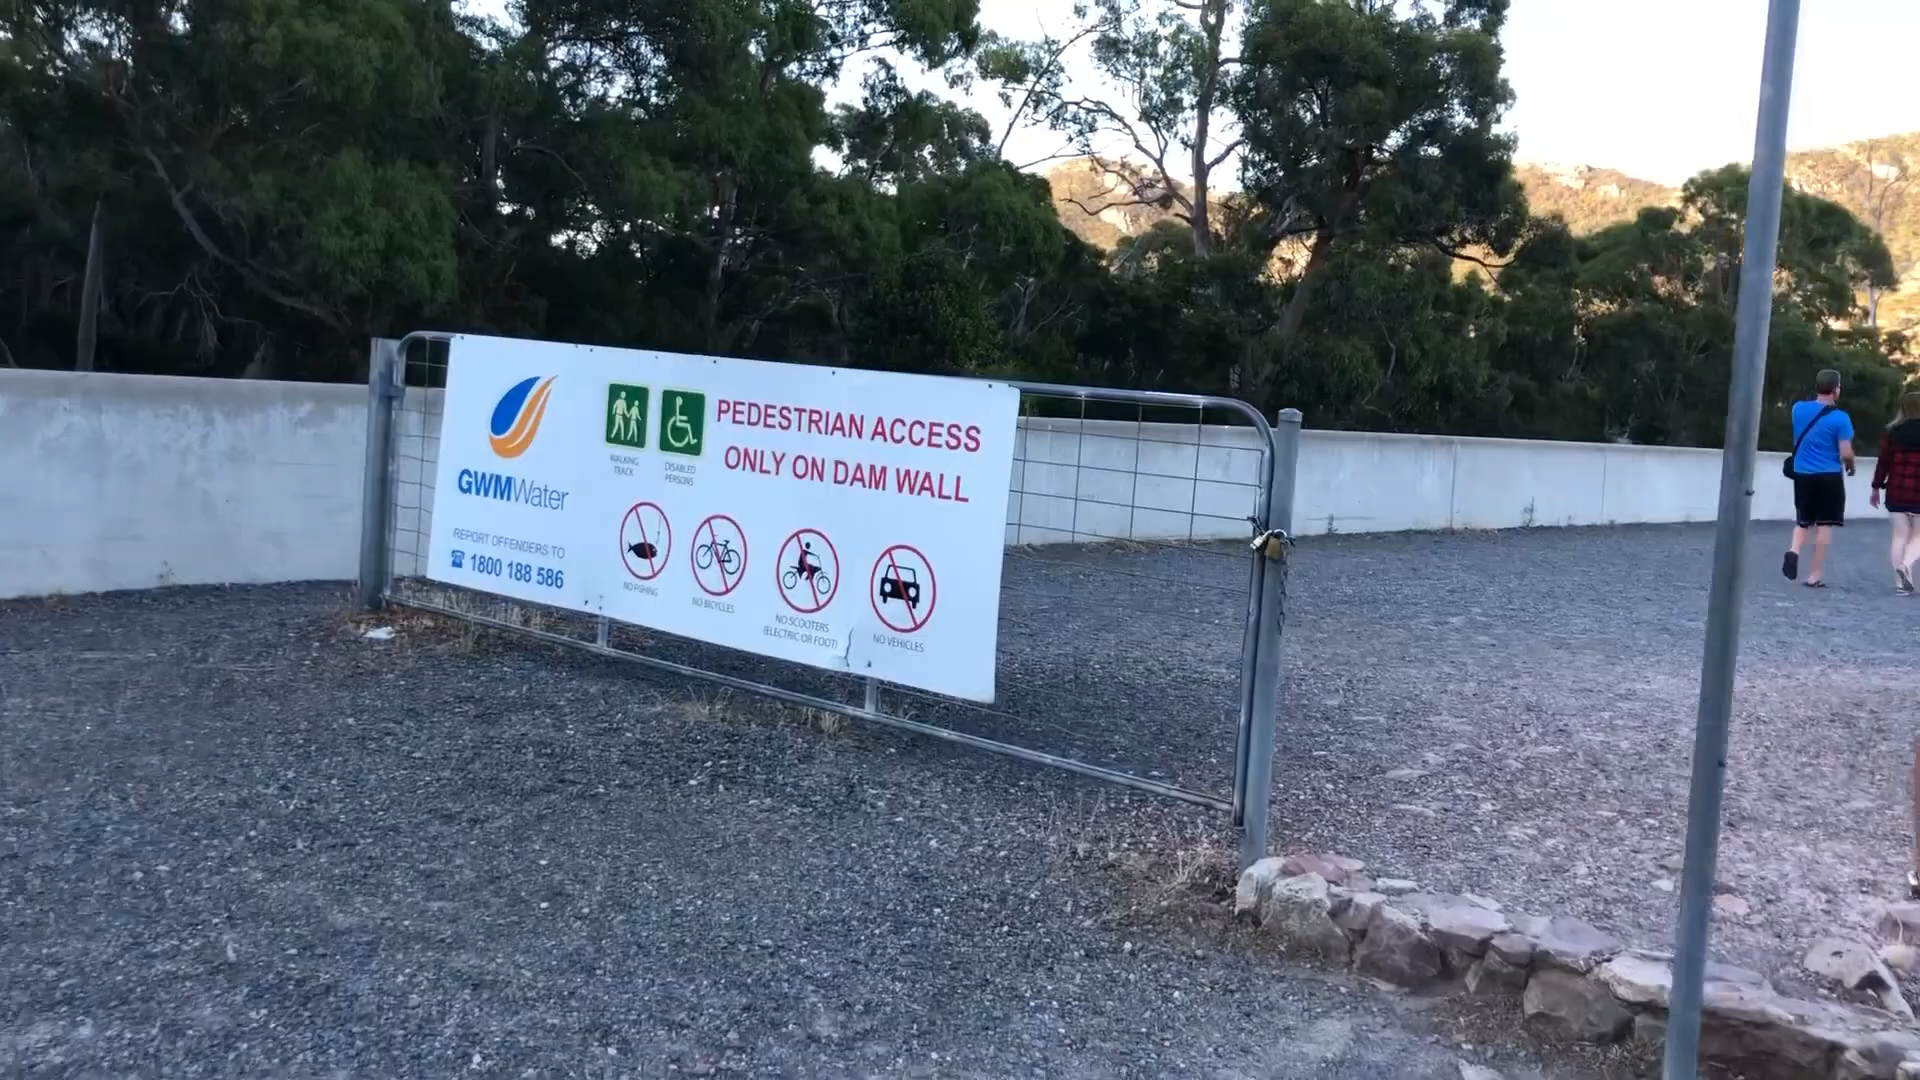 GWMWater
REPORT OFFENDERS TO
1800 188 586
WALKING
TRACK
DISABLED
PERSONS
PEDESTRIAN ACCESS
ONLY ON DAM WALL
NO FISHING
NO BICYCLES
NO SCOOTERS
(ELECTRIC OR FOOT)
NO VEHICLES